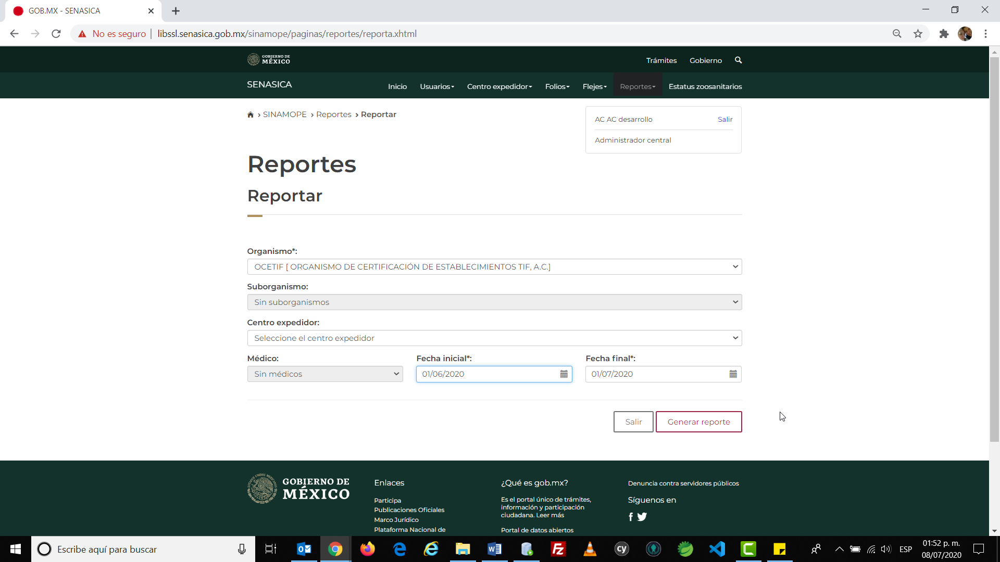 GOB.MX - SENASICA
No es seguro
libssl.senasica.gob.mx/sinamope/paginas/reportes/reporta.xhtml
GOBIERNO DE
MÉXICO
Trámites
Gobierno
SENASICA
Inicio
Usuarios
Centro expedidor
Folios
Flejes
Reportes
Estatus zoosanitarios
SINAMOPE
Reportes
Reportar
AC AC desarrollo
Salir
Administrador central
Reportes
Reportar
Organismo*:
OCETIF [ ORGANISMO DE CERTIFICACIÓN DE ESTABLECIMIENTOS TIF, A.C.]
Suborganismo:
Sin suborganismos
Centro expedidor:
Seleccione el centro expedidor
Médico:
Fecha inicial*:
Fecha final*:
Sin médicos
01/06/2020
01/07/2020
Salir
Generar reporte
GOBIERNO DE
MÉXICO
Enlaces
Participa
Publicaciones Oficiales
Marco Jurídico
Plataforma Nacional de
¿Qué es gob.mx?
Es el portal único de trámites,
información y participación
ciudadana. Leer más
Portal de datos abiertos
Denuncia contra servidores públicos
Síguenos en
Escribe aquí para buscar
cy
ESP
01:52 p. m.
08/07/2020